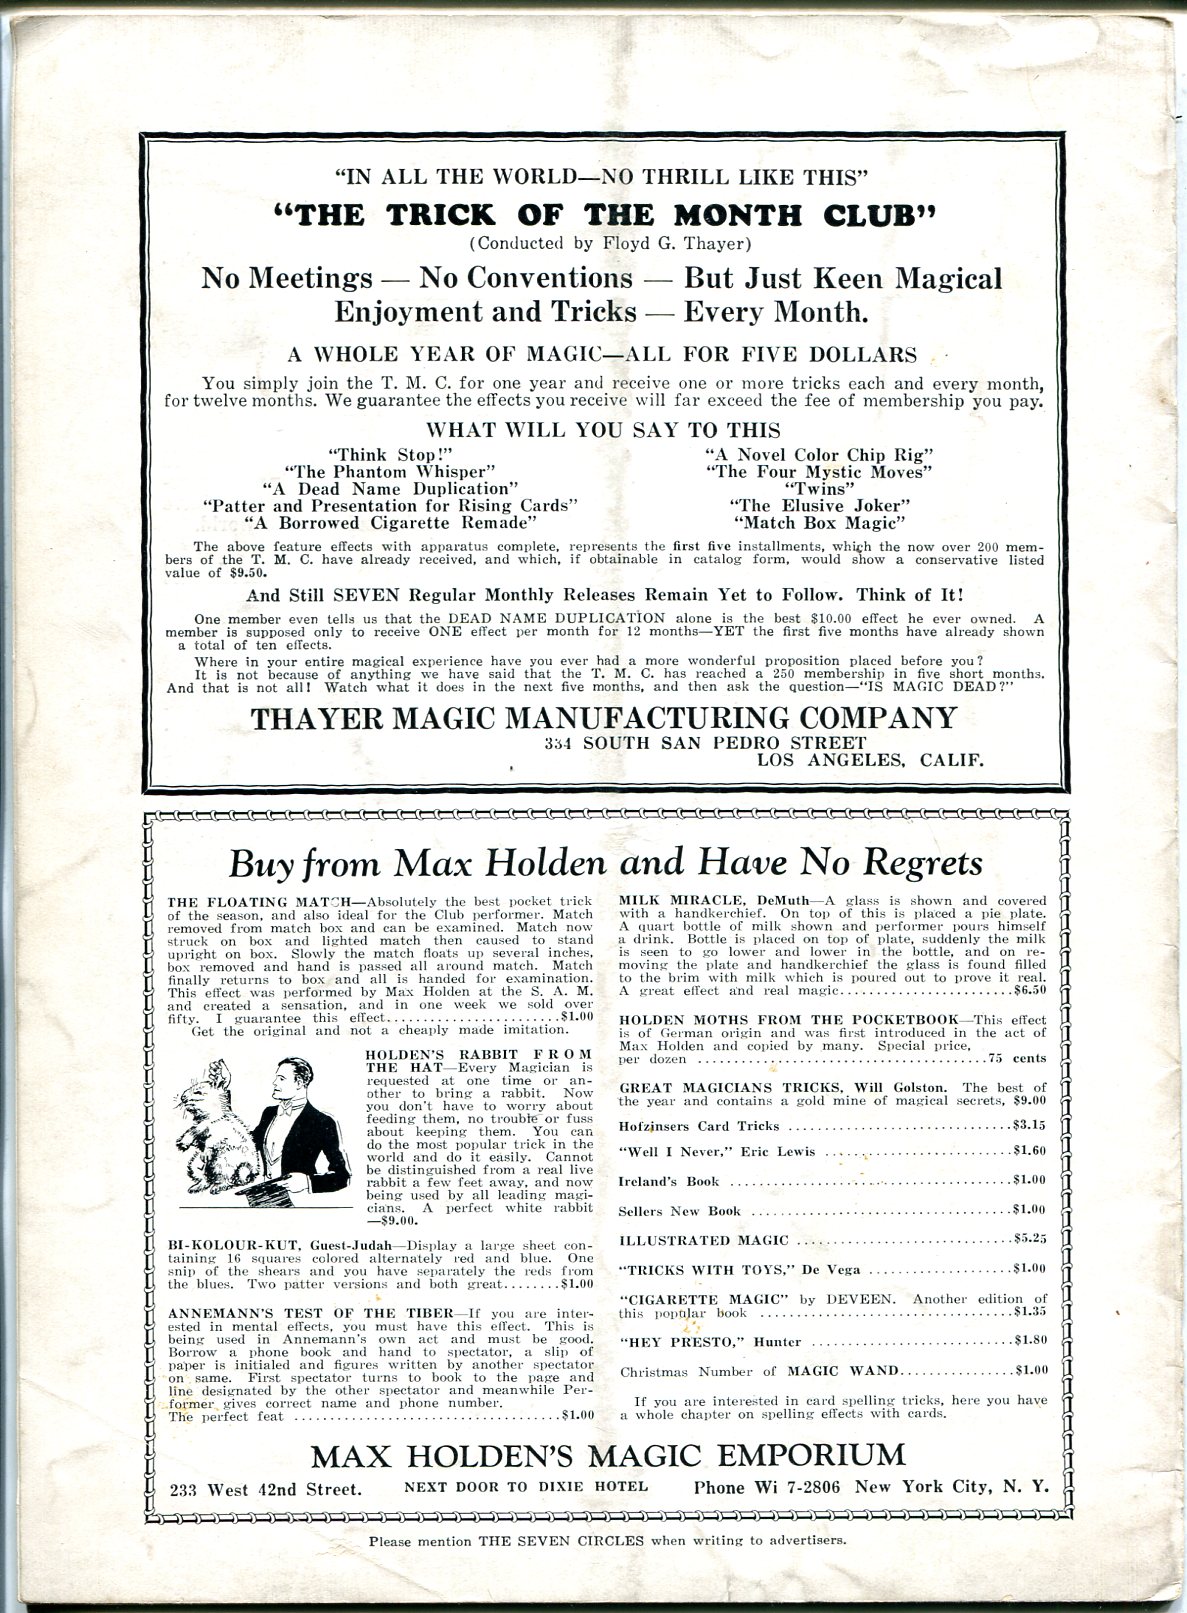 "IN ALL THE WORLD—NO THRILL LIKE THIS"
"THE TRICK OF THE MONTH CLUB"
(Conducted by Floyd G. Thayer)
No Meetings — No Conventions — But Just Keen Magical
Enjoyment and Tricks — Every Month.
A WHOLE YEAR OF MAGIC—ALL FOR FIVE DOLLARS
You simply join the T. M. C. for one year and receive one or more tricks each and every month,
for twelve months. We guarantee the effects you receive will far exceed the fee of membership you pay.
WHAT WILL YOU SAY TO THIS
"Think Stop!"
"The Phantom Whisper"
"A Dead Name Duplication"
"Patter and Presentation for Rising Cards"
"A Borrowed Cigarette Remade"
"A Novel Color Chip Rig"
"The Four Mystic Moves"
"Twins"
"The Elusive Joker"
"Match Box Magic"
The above feature effects with apparatus complete, represents the first five installments, which the now over 200 mem-
bers of the T. M. C. have already received, and which, if obtainable in catalog form, would show a conservative listed
value of $9.50.
And Still SEVEN Regular Monthly Releases Remain Yet to Follow. Think of It!
One member even tells us that the DEAD NAME DUPLICATION alone is the best $10.00 effect he ever owned. A
member is supposed only to receive ONE effect per month for 12 months—YET the first five months have already shown
a total of ten effects.
Where in your entire magical experience have you ever had a more wonderful proposition placed before you?
It is not because of anything we have said that the T. M. C. has reached a 250 membership in five short months.
And that is not all! Watch what it does in the next five months, and then ask the question—"IS MAGIC DEAD?"
THAYER MAGIC MANUFACTURING COMPANY
334 SOUTH SAN PEDRO STREET
LOS ANGELES, CALIF.
Buy from Max Holden and Have No Regrets
THE FLOATING MATCH—Absolutely the best pocket trick
of the season, and also ideal for the Club performer. Match
removed from match box and can be examined. Match now
struck on box and lighted match then caused to stand
upright on box. Slowly the match floats up several inches,
box removed and hand is passed all around match. Match
finally returns to box and all is handed for examination.
This effect was performed by Max Holden at the S. A. M.
and created a sensation, and in one week we sold over
fifty. I guarantee this effect........................$1.00
Get the original and not a cheaply made imitation.
HOLDEN'S RABBIT FROM
THE HAT—Every Magician is
requested at one time or an-
other to bring a rabbit. Now
you don't have to worry about
feeding them, no trouble or fuss
about keeping them. You can
do the most popular trick in the
world and do it easily. Cannot
be distinguished from a real live
rabbit a few feet away, and now
being used by all leading magi-
cians. A perfect white rabbit
—$9.00.
BI-KOLOUR-KUT, Guest-Judah—Display a large sheet con-
taining 16 squares colored alternately red and blue. One
snip of the shears and you have separately the reds from
the blues. Two patter versions and both great........$1.00
ANNEMANN'S TEST OF THE TIBER—If you are inter-
ested in mental effects, you must have this effect. This is
being used in Annemann's own act and must be good.
Borrow a phone book and hand to spectator, a slip of
paper is initialed and figures written by another spectator
on same. First spectator turns to book to the page and
line designated by the other spectator and meanwhile Per-
former gives correct name and phone number.
The perfect feat .....................................$1.00
MILK MIRACLE, DeMuth—A glass is shown and covered
with a handkerchief. On top of this is placed a pie plate.
A quart bottle of milk shown and performer pours himself
a drink. Bottle is placed on top of plate, suddenly the milk
is seen to go lower and lower in the bottle, and on re-
moving the plate and handkerchief the glass is found filled
to the brim with milk which is poured out to prove it real.
A great effect and real magic........................$6.50
HOLDEN MOTHS FROM THE POCKETBOOK—This effect
is of German origin and was first introduced in the act of
Max Holden and copied by many. Special price,
per dozen ........................................75 cents
GREAT MAGICIANS TRICKS, Will Golston. The best of
the year and contains a gold mine of magical secrets, $9.00
Hofzinsers Card Tricks ...................................$3.15
"Well I Never," Eric Lewis ..........................$1.60
Ireland's Book .......................................$1.00
Sellers New Book ....................................$1.00
ILLUSTRATED MAGIC ..............................$5.25
"TRICKS WITH TOYS," De Vega ....................$1.00
"CIGARETTE MAGIC" by DEVEEN. Another edition of
this popular book ...................................$1.35
"HEY PRESTO," Hunter ............................$1.80
Christmas Number of MAGIC WAND................$1.00
If you are interested in card spelling tricks, here you have
a whole chapter on spelling effects with cards.
MAX HOLDEN'S MAGIC EMPORIUM
233 West 42nd Street. NEXT DOOR TO DIXIE HOTEL Phone Wi 7-2806 New York City, N. Y.
Please mention THE SEVEN CIRCLES when writing to advertisers.